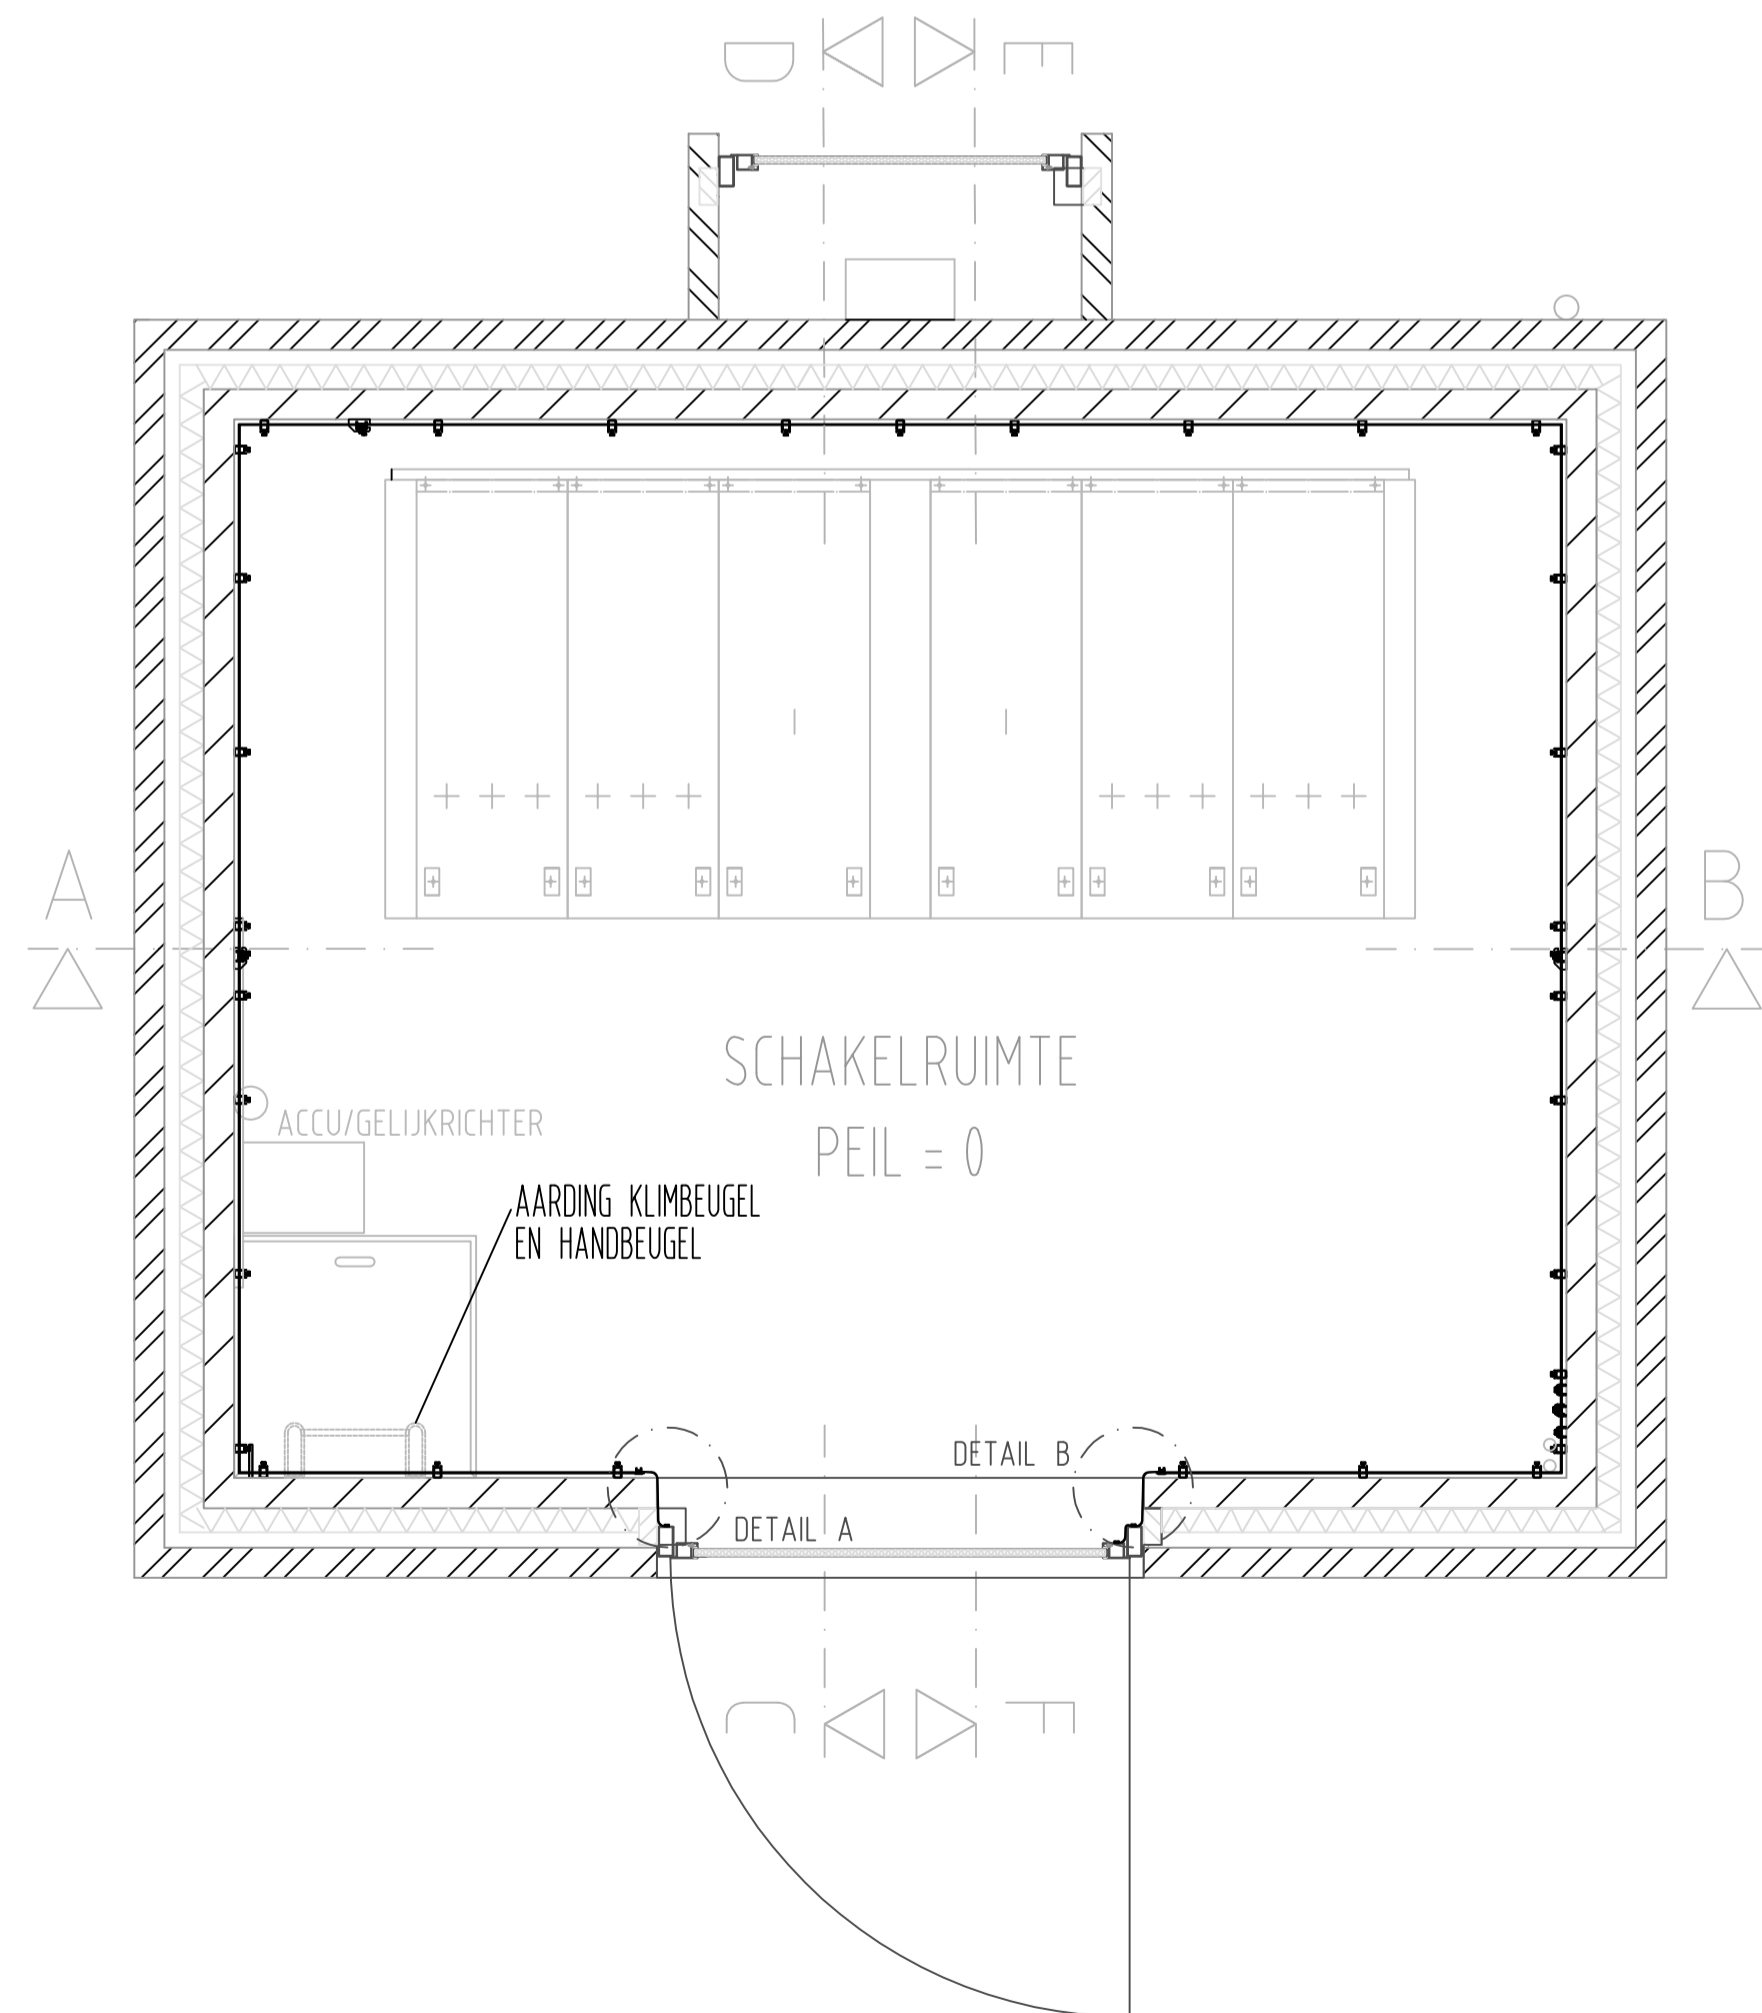 D E
A B
SCHAKELRUIMTE
PEIL = 0
ACCU/GELIJKRICHTER
AARDING KLIMBEUGEL
EN HANDBEUGEL
DETAIL B
DETAIL A
C F